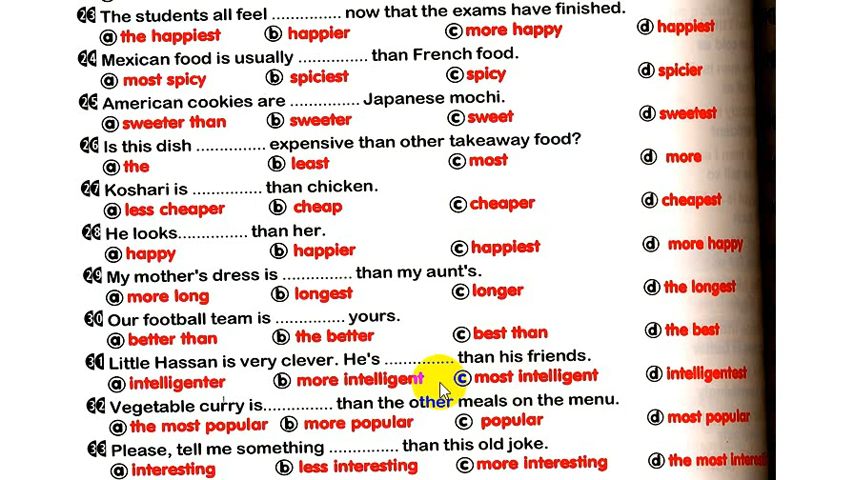 23 The students all feel .............. now that the exams have finished.
a the happiest b happier c more happy d happiest
24 Mexican food is usually .............. than French food.
a most spicy b spiciest c spicy d spicier
25 American cookies are .............. Japanese mochi.
a sweeter than b sweeter c sweet d sweetest
26 Is this dish .............. expensive than other takeaway food?
a the b least c most d more
27 Koshari is .............. than chicken.
a less cheaper b cheap c cheaper d cheapest
28 He looks.............. than her.
a happy b happier c happiest d more happy
29 My mother's dress is .............. than my aunt's.
a more long b longest c longer d the longest
30 Our football team is .............. yours.
a better than b the better c best than d the best
31 Little Hassan is very clever. He's .............. than his friends.
a intelligenter b more intelligent c most intelligent d intelligentest
32 Vegetable curry is.............. than the other meals on the menu.
a the most popular b more popular c popular d most popular
33 Please, tell me something .............. than this old joke.
a interesting b less interesting c more interesting d the most